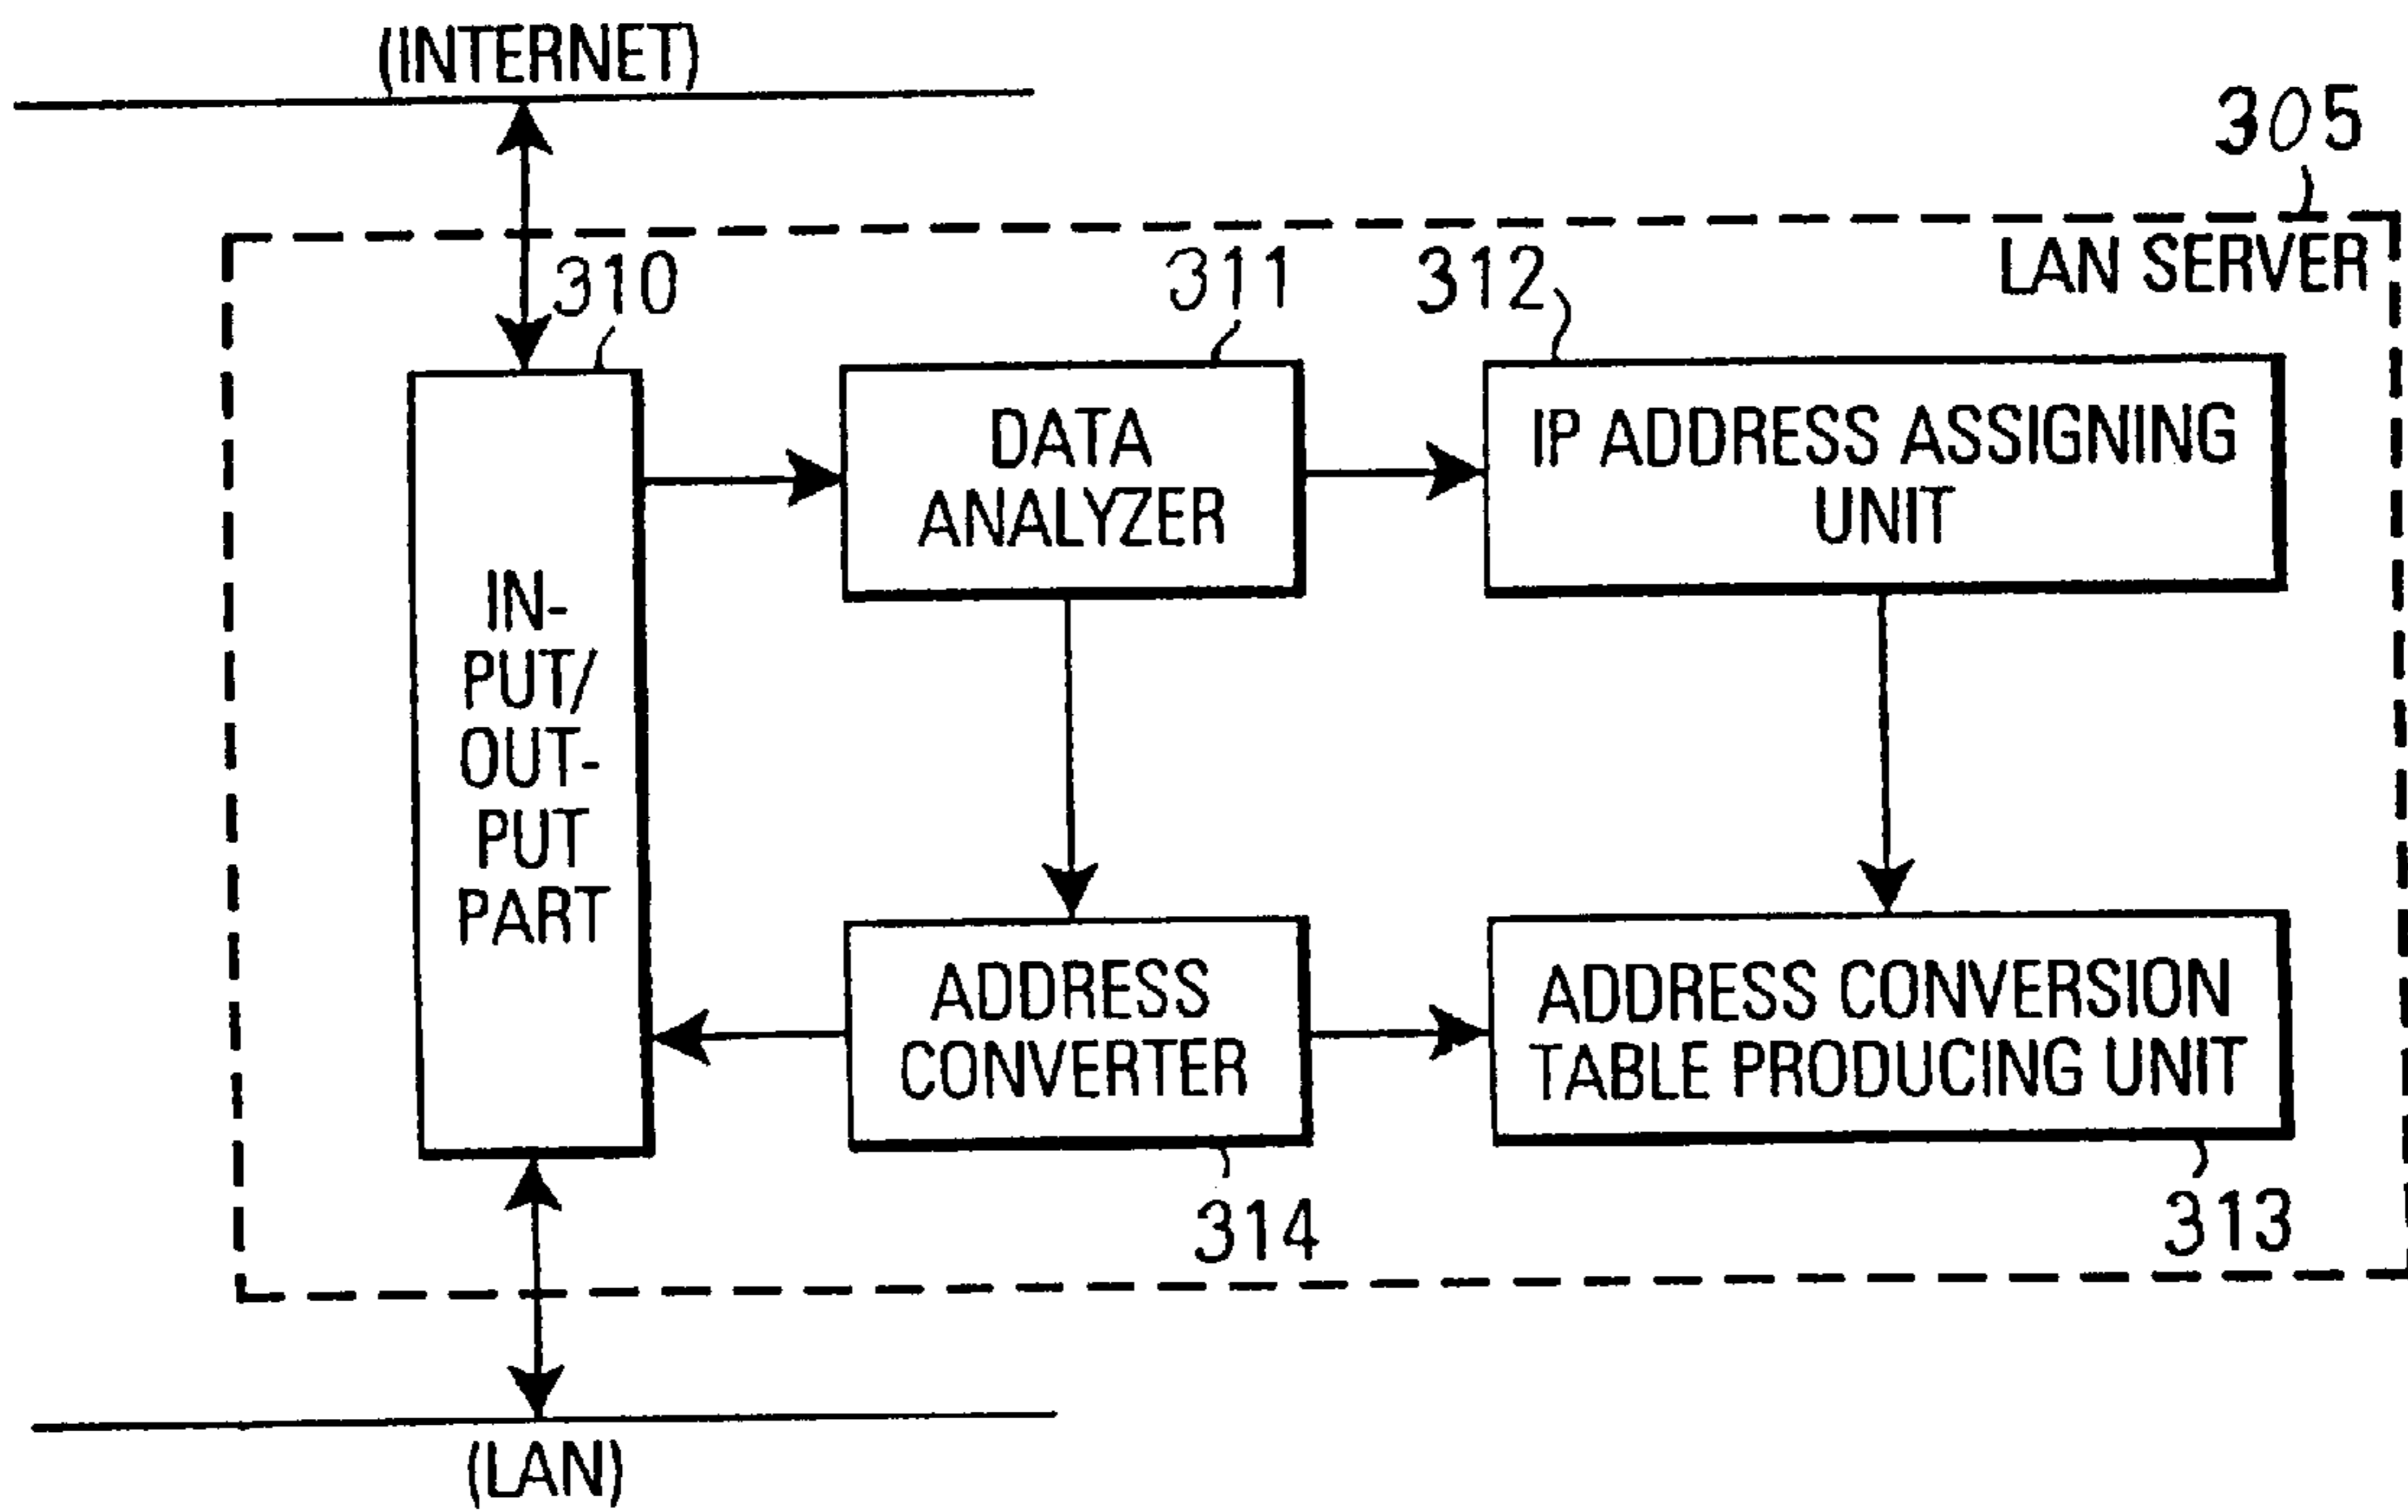 (INTERNET)
305
LAN SERVER
310
311
312
IN-
PUT/
OUT-
PUT
PART
DATA
ANALYZER
IP ADDRESS ASSIGNING
UNIT
ADDRESS
CONVERTER
ADDRESS CONVERSION
TABLE PRODUCING UNIT
314
313
(LAN)